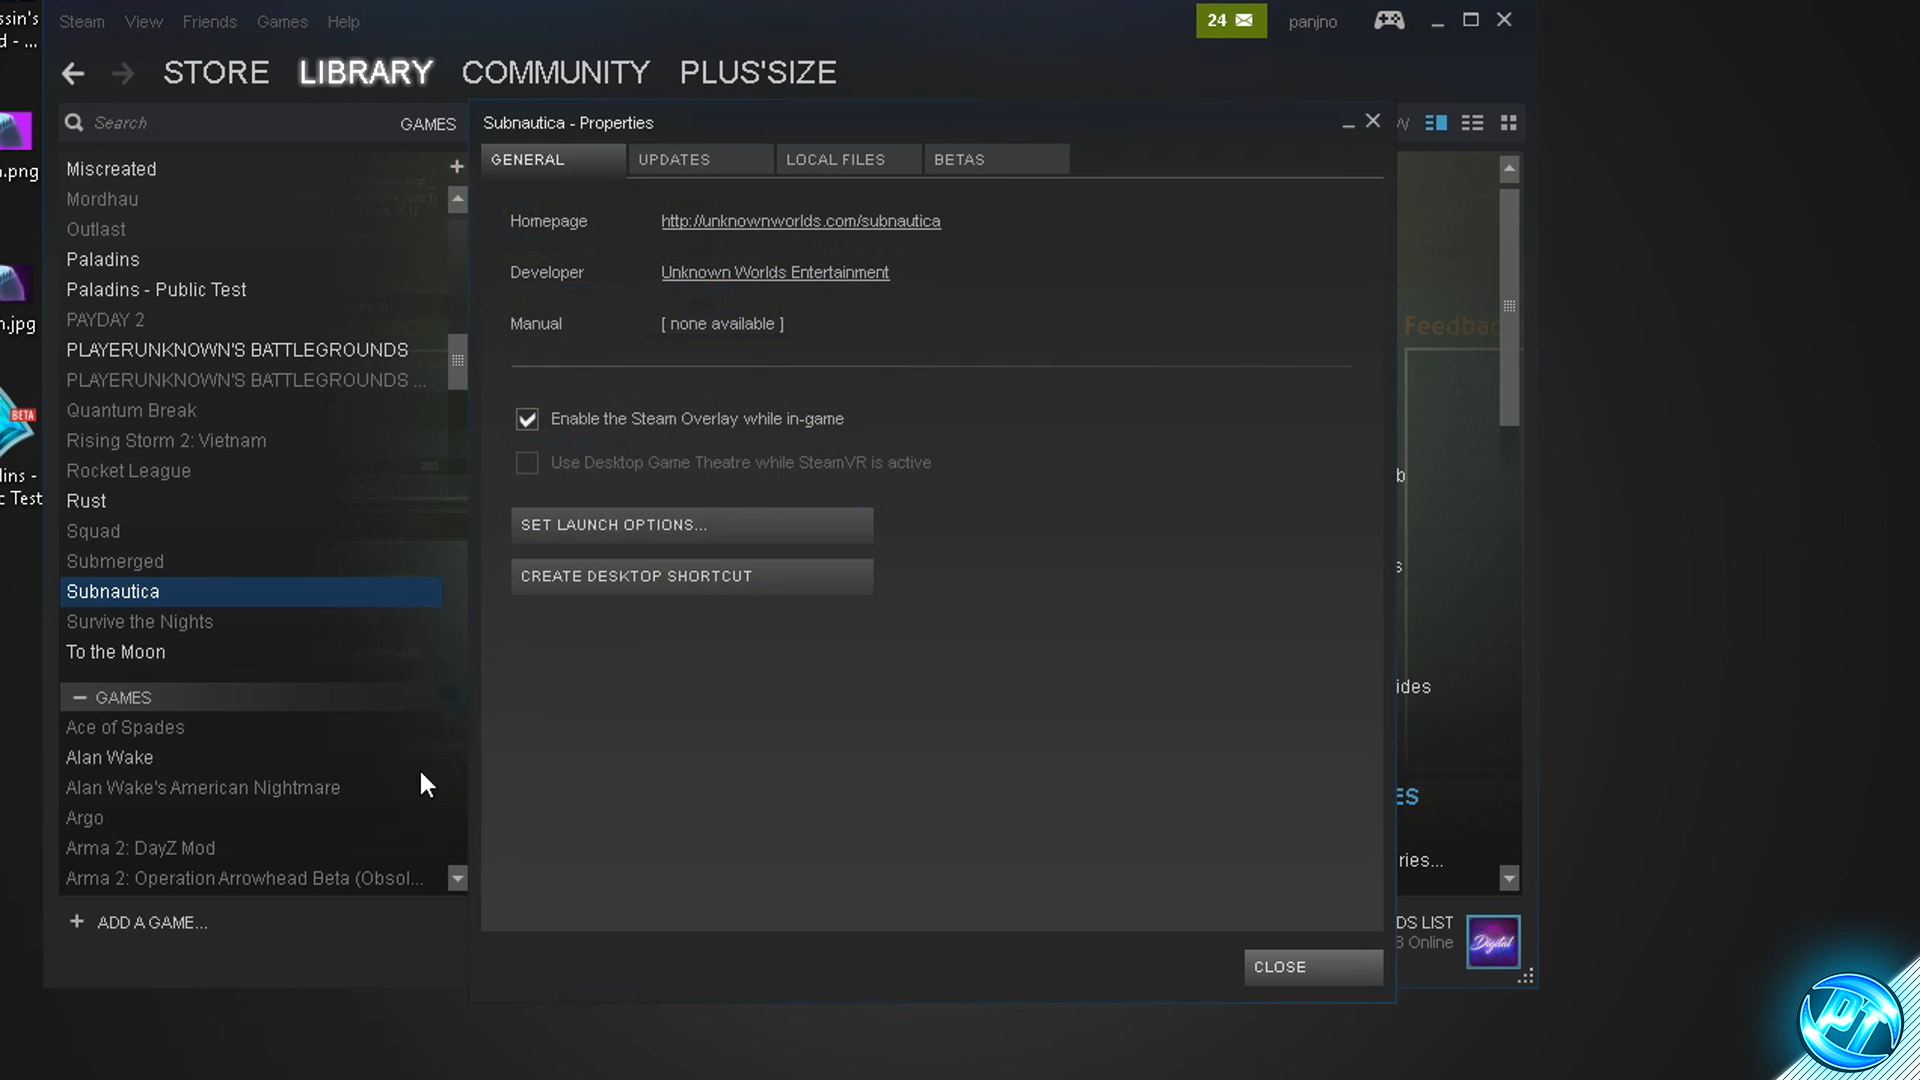 ssin's
d - ...
n.png
n.jpg
BETA
lins -
c Test
Steam View Friends Games Help
24
panjno
STORE LIBRARY COMMUNITY PLUS'SIZE
Search
GAMES
Miscreated
Mordhau
Outlast
Paladins
Paladins - Public Test
PAYDAY 2
PLAYERUNKNOWN'S BATTLEGROUNDS
PLAYERUNKNOWN'S BATTLEGROUNDS ...
Quantum Break
Rising Storm 2: Vietnam
Rocket League
Rust
Squad
Submerged
Subnautica
Survive the Nights
To the Moon
GAMES
Ace of Spades
Alan Wake
Alan Wake's American Nightmare
Argo
Arma 2: DayZ Mod
Arma 2: Operation Arrowhead Beta (Obsol...
+ ADD A GAME...
Subnautica - Properties
GENERAL UPDATES LOCAL FILES BETAS
Homepage http://unknownworlds.com/subnautica
Developer Unknown Worlds Entertainment
Manual [ none available ]
Enable the Steam Overlay while in-game
Use Desktop Game Theatre while SteamVR is active
SET LAUNCH OPTIONS...
CREATE DESKTOP SHORTCUT
CLOSE
Feedbac
b
s
ides
ES
ries...
DS LIST
3 Online
Digital
PT